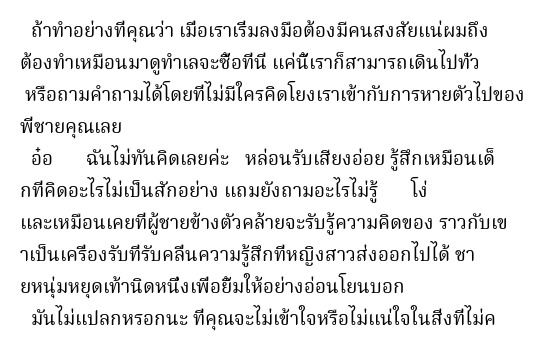 ถ้าทำอย่างที่คุณว่า เมื่อเราเริ่มลงมือต้องมีคนสงสัยแน่ผมถึง
ต้องทำเหมือนมาดูทำเลจะซื้อที่นี่ แค่นี้เราก็สามารถเดินไปทั่ว
หรือถามคำถามได้โดยที่ไม่มีใครคิดโยงเราเข้ากับการหายตัวไปของ
พี่ชายคุณเลย
อ๋อ ฉันไม่ทันคิดเลยค่ะ หล่อนรับเสียงอ่อย รู้สึกเหมือนเด็
กที่คิดอะไรไม่เป็นสักอย่าง แถมยังถามอะไรไม่รู้ โง่
และเหมือนเคยที่ผู้ชายข้างตัวคล้ายจะรับรู้ความคิดของ ราวกับเข
าเป็นเครื่องรับที่รับคลื่นความรู้สึกที่หญิงสาวส่งออกไปได้ ชา
ยหนุ่มหยุดเท้านิดหนึ่งเพื่อยิ้มให้อย่างอ่อนโยนบอก
มันไม่แปลกหรอกนะ ที่คุณจะไม่เข้าใจหรือไม่แน่ใจในสิ่งที่ไม่ค